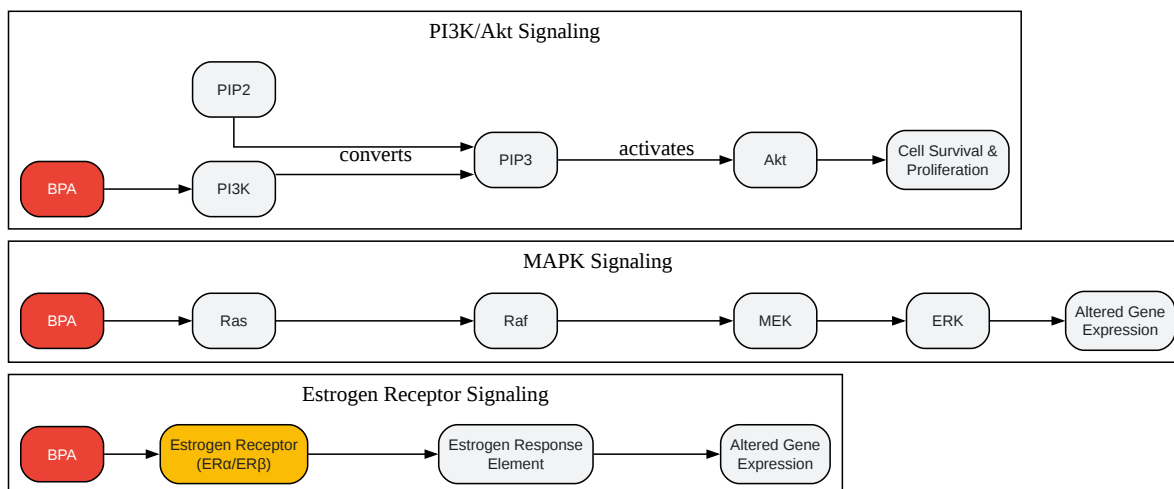 PI3K/Akt Signaling
PIP2
converts
PIP3
activates
Akt
Cell Survival &
Proliferation
BPA
PI3K
MAPK Signaling
BPA
Ras
Raf
MEK
ERK
Altered Gene
Expression
Estrogen Receptor Signaling
BPA
Estrogen Receptor
(ERα/ERβ)
Estrogen Response
Element
Altered Gene
Expression